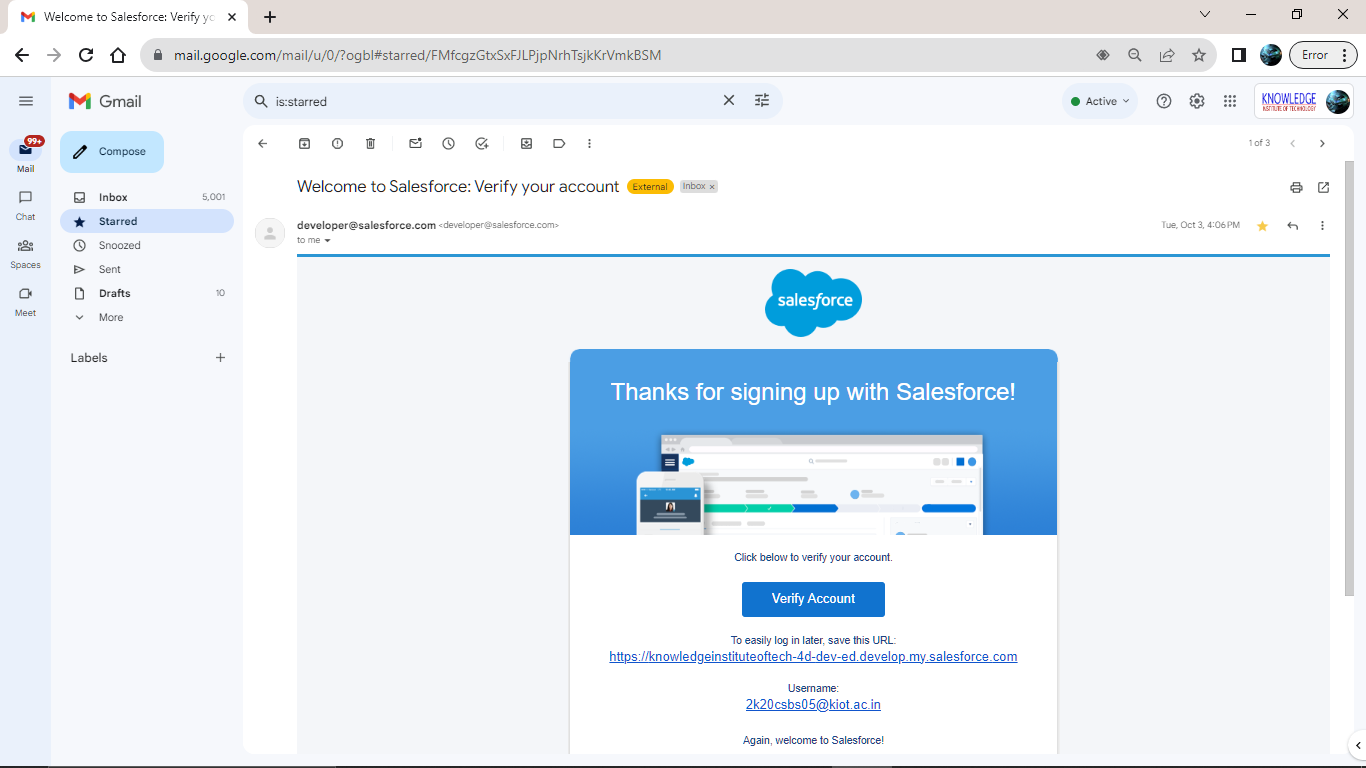 Welcome to Salesforce: Verify yo
mail.google.com/mail/u/0/?ogbl#starred/FMfcgzGtxSxFJLPjpNrhTsjkKrVmkBSM
Error
Gmail
is:starred
Active
KNOWLEDGE
INSTITUTE OF TECHNOLOGY
99+
Mail
Chat
Spaces
Meet
Compose
Inbox 5,001
Starred
Snoozed
Sent
Drafts 10
More
Labels
1 of 3
Welcome to Salesforce: Verify your account External Inbox
developer@salesforce.com <developer@salesforce.com> Tue, Oct 3, 4:06 PM
to me
salesforce
Thanks for signing up with Salesforce!
Click below to verify your account.
Verify Account
To easily log in later, save this URL:
https://knowledgeinstituteoftech-4d-dev-ed.develop.my.salesforce.com
Username:
2k20csbs05@kiot.ac.in
Again, welcome to Salesforce!